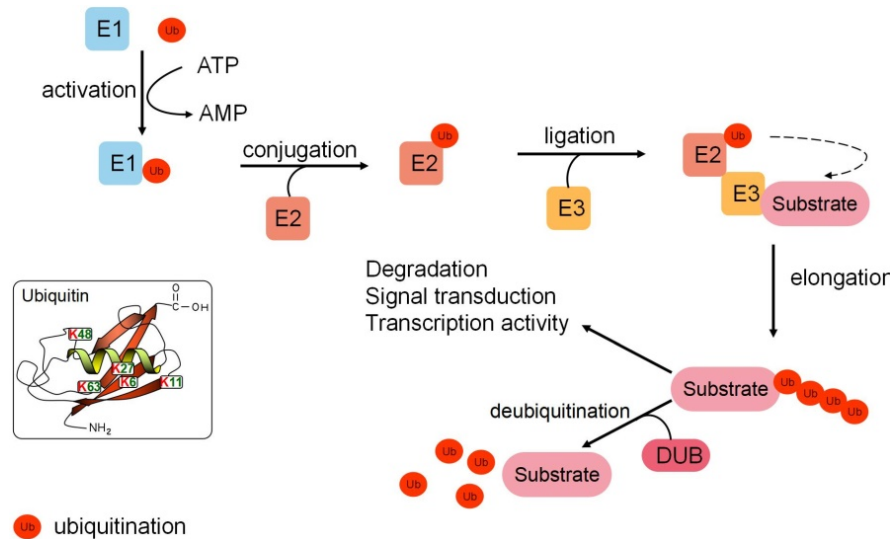 E1
Ub
ATP
activation
AMP
E1
Ub
conjugation
E2
E2
Ub
ligation
E3
E2
Ub
E3
Substrate
elongation
Degradation
Signal transduction
Transcription activity
Ubiquitin
O
C
OH
K48
K27
K63
K6
K11
NH2
Substrate
Ub
Ub
Ub
Ub
deubiquitination
DUB
Ub
Ub
Ub
Ub
Substrate
Ub
ubiquitination